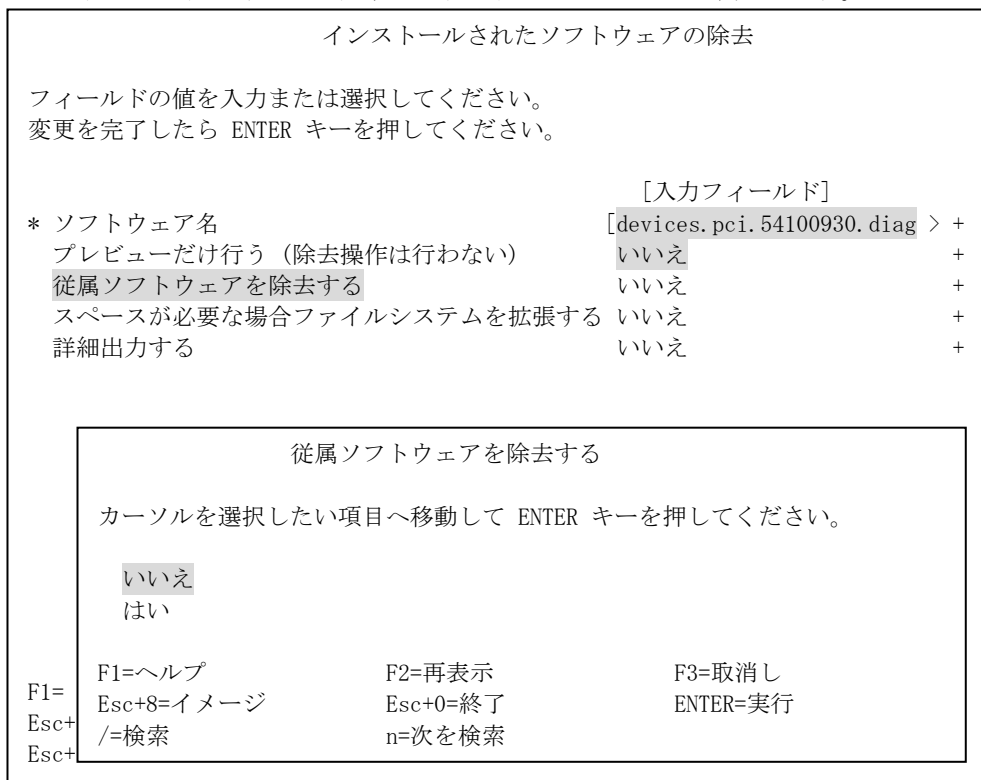 インストールされたソフトウェアの除去
フィールドの値を入力または選択してください。
変更を完了したら ENTER キーを押してください。
[入力フィールド]
* ソフトウェア名 [devices.pci.54100930.diag > +
プレビューだけ行う（除去操作は行わない） いいえ +
従属ソフトウェアを除去する いいえ +
スペースが必要な場合ファイルシステムを拡張する いいえ +
詳細出力する いいえ +
従属ソフトウェアを除去する
カーソルを選択したい項目へ移動して ENTER キーを押してください。
いいえ
はい
F1=ヘルプ F2=再表示 F3=取消し
Esc+8=イメージ Esc+0=終了 ENTER=実行
/=検索 n=次を検索
F1=
Esc+
Esc+